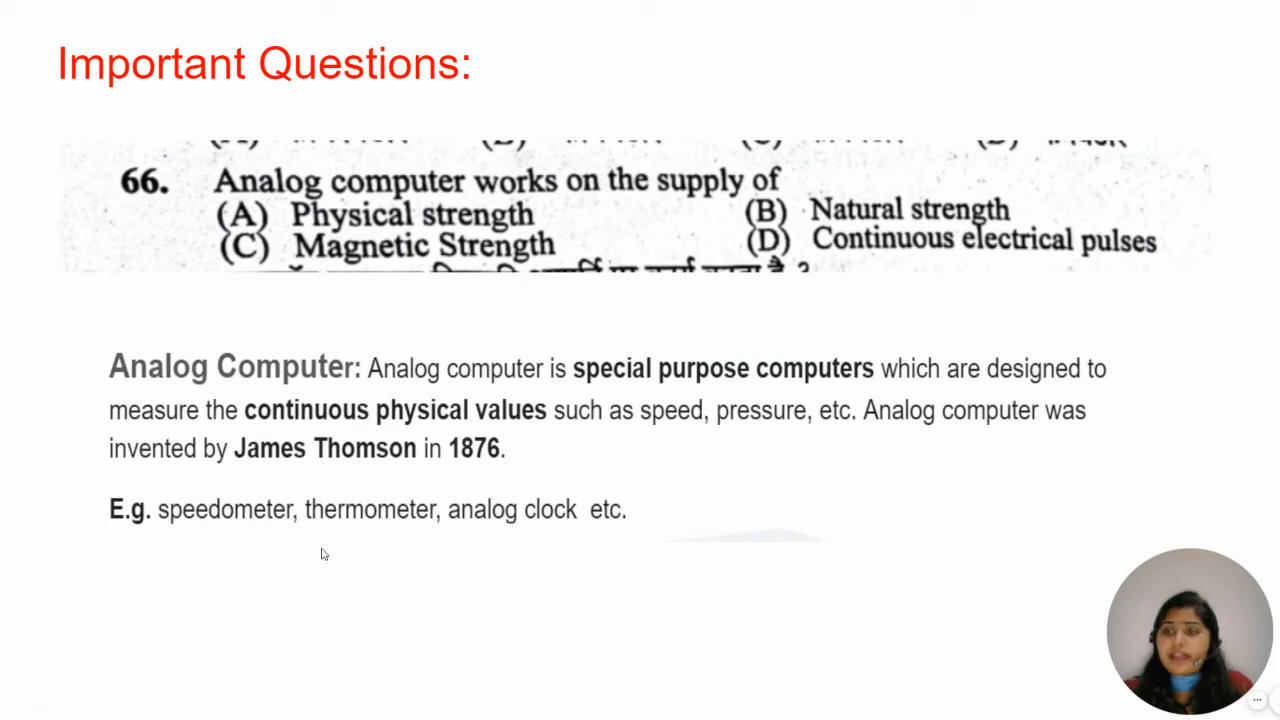 Important Questions:
66. Analog computer works on the supply of
(A) Physical strength (B) Natural strength
(C) Magnetic Strength (D) Continuous electrical pulses
है ?
Analog Computer: Analog computer is special purpose computers which are designed to
measure the continuous physical values such as speed, pressure, etc. Analog computer was
invented by James Thomson in 1876.
E.g. speedometer, thermometer, analog clock etc.